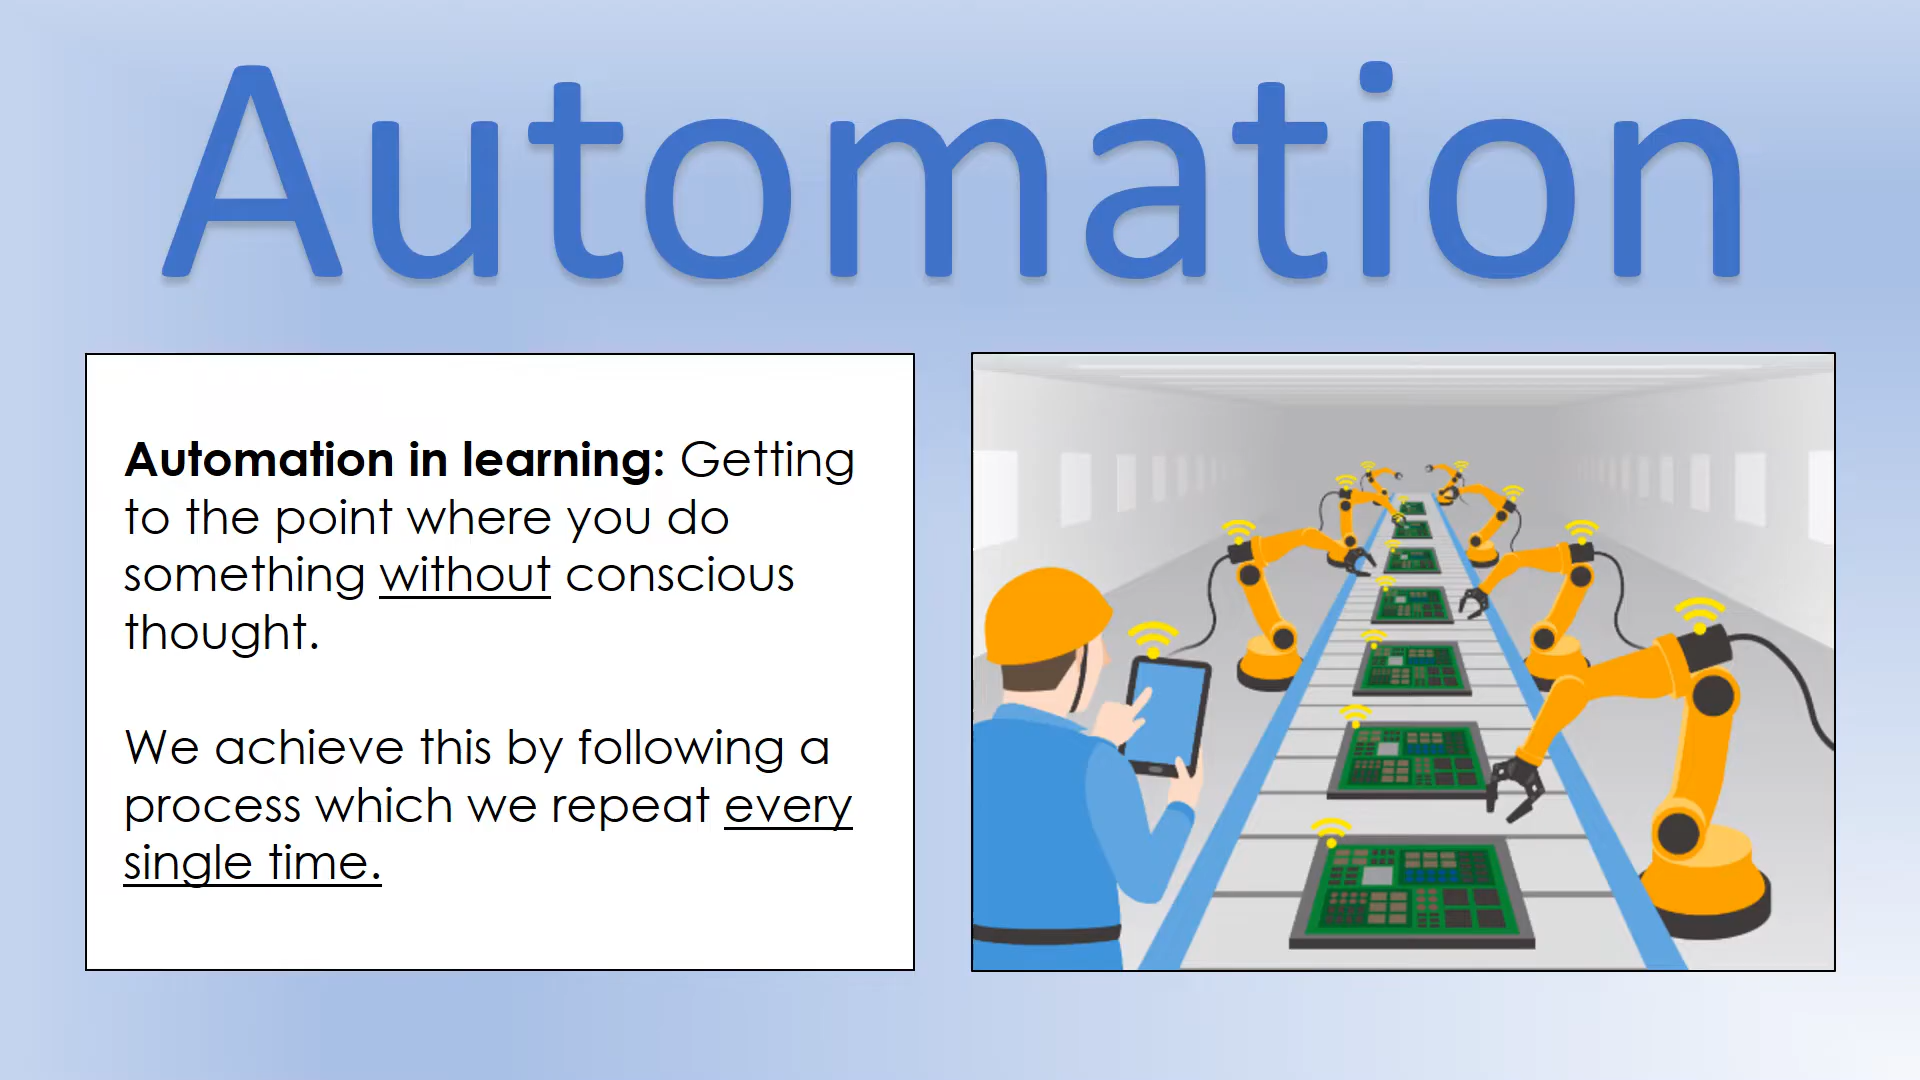 Automation
Automation in learning: Getting
to the point where you do
something without conscious
thought.
We achieve this by following a
process which we repeat every
single time.